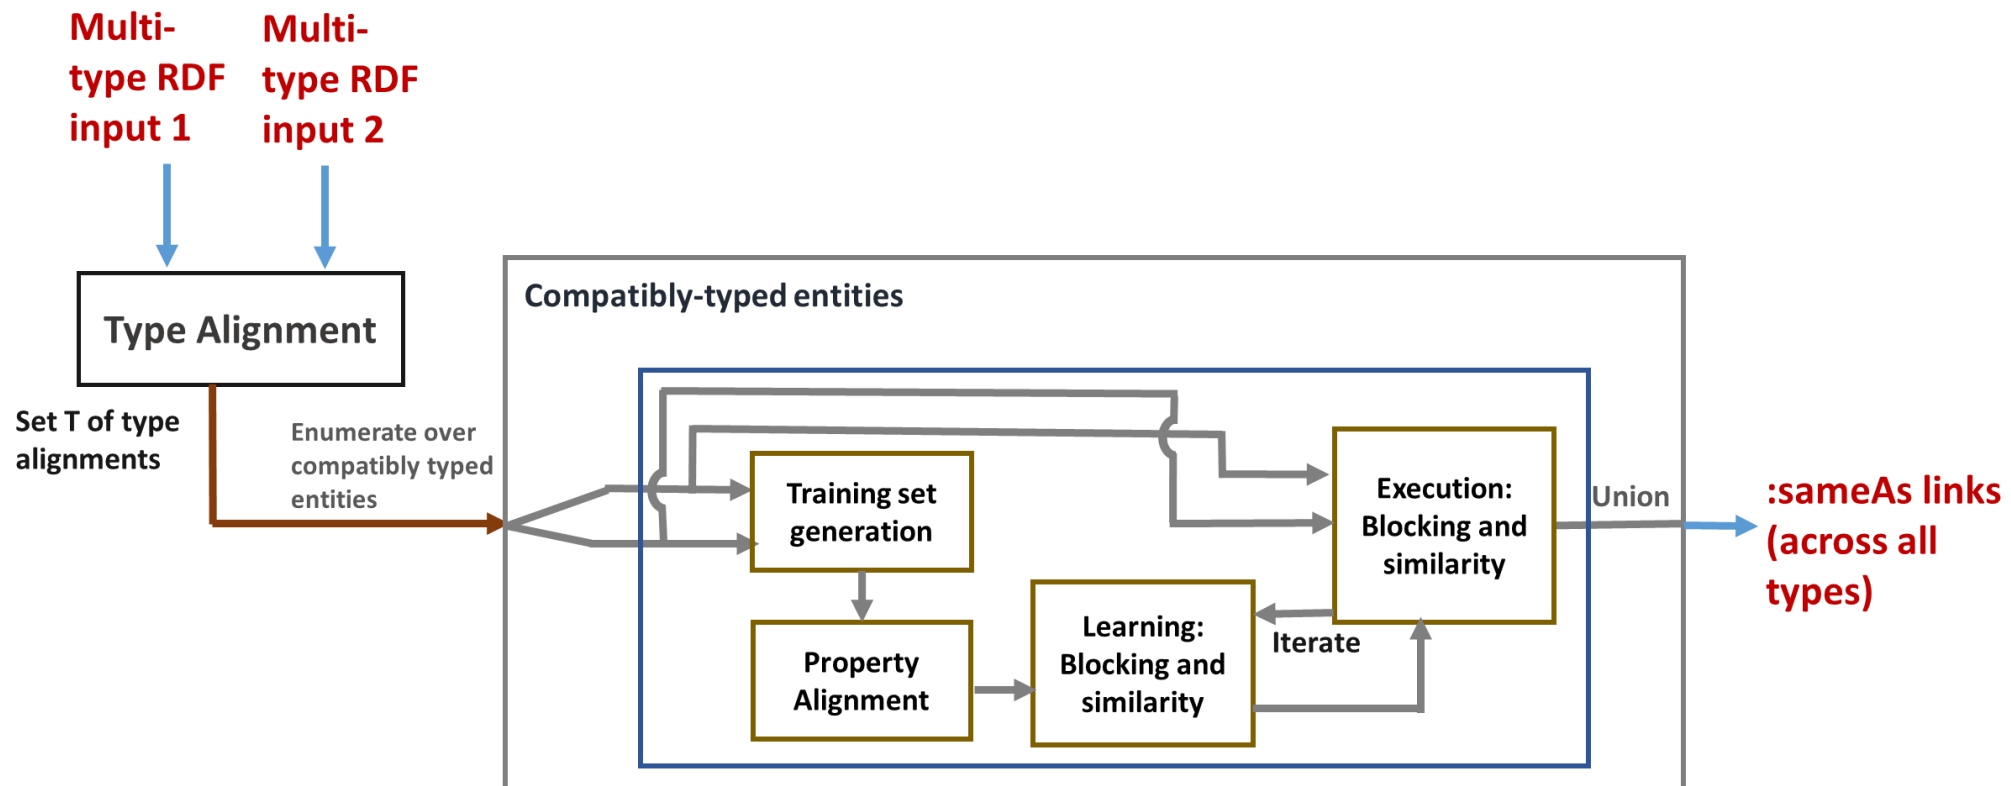 Multi-
type RDF
input 1
Multi-
type RDF
input 2
Type Alignment
Set T of type
alignments
Enumerate over
compatibly typed
entities
Compatibly-typed entities
Training set
generation
Property
Alignment
Learning:
Blocking and
similarity
Iterate
Execution:
Blocking and
similarity
Union
:sameAs links
(across all
types)